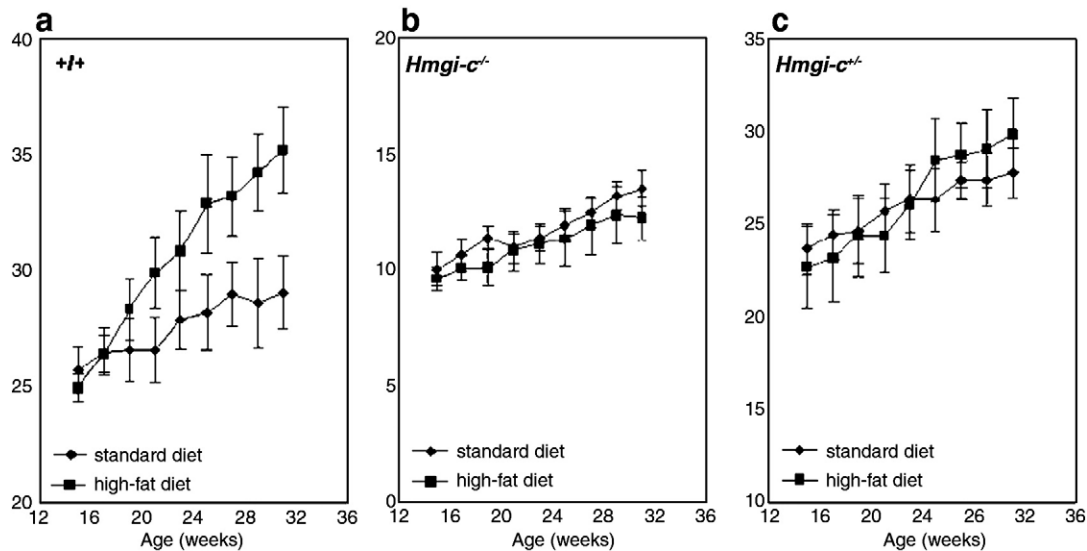 a
+/+
40
35
30
25
20
12 16 20 24 28 32 36
Age (weeks)
standard diet
high-fat diet
b
Hmgi-c-/-
20
15
10
5
0
12 16 20 24 28 32 36
Age (weeks)
standard diet
high-fat diet
c
Hmgi-c+/-
35
30
25
20
15
10
12 16 20 24 28 32 36
Age (weeks)
standard diet
high-fat diet